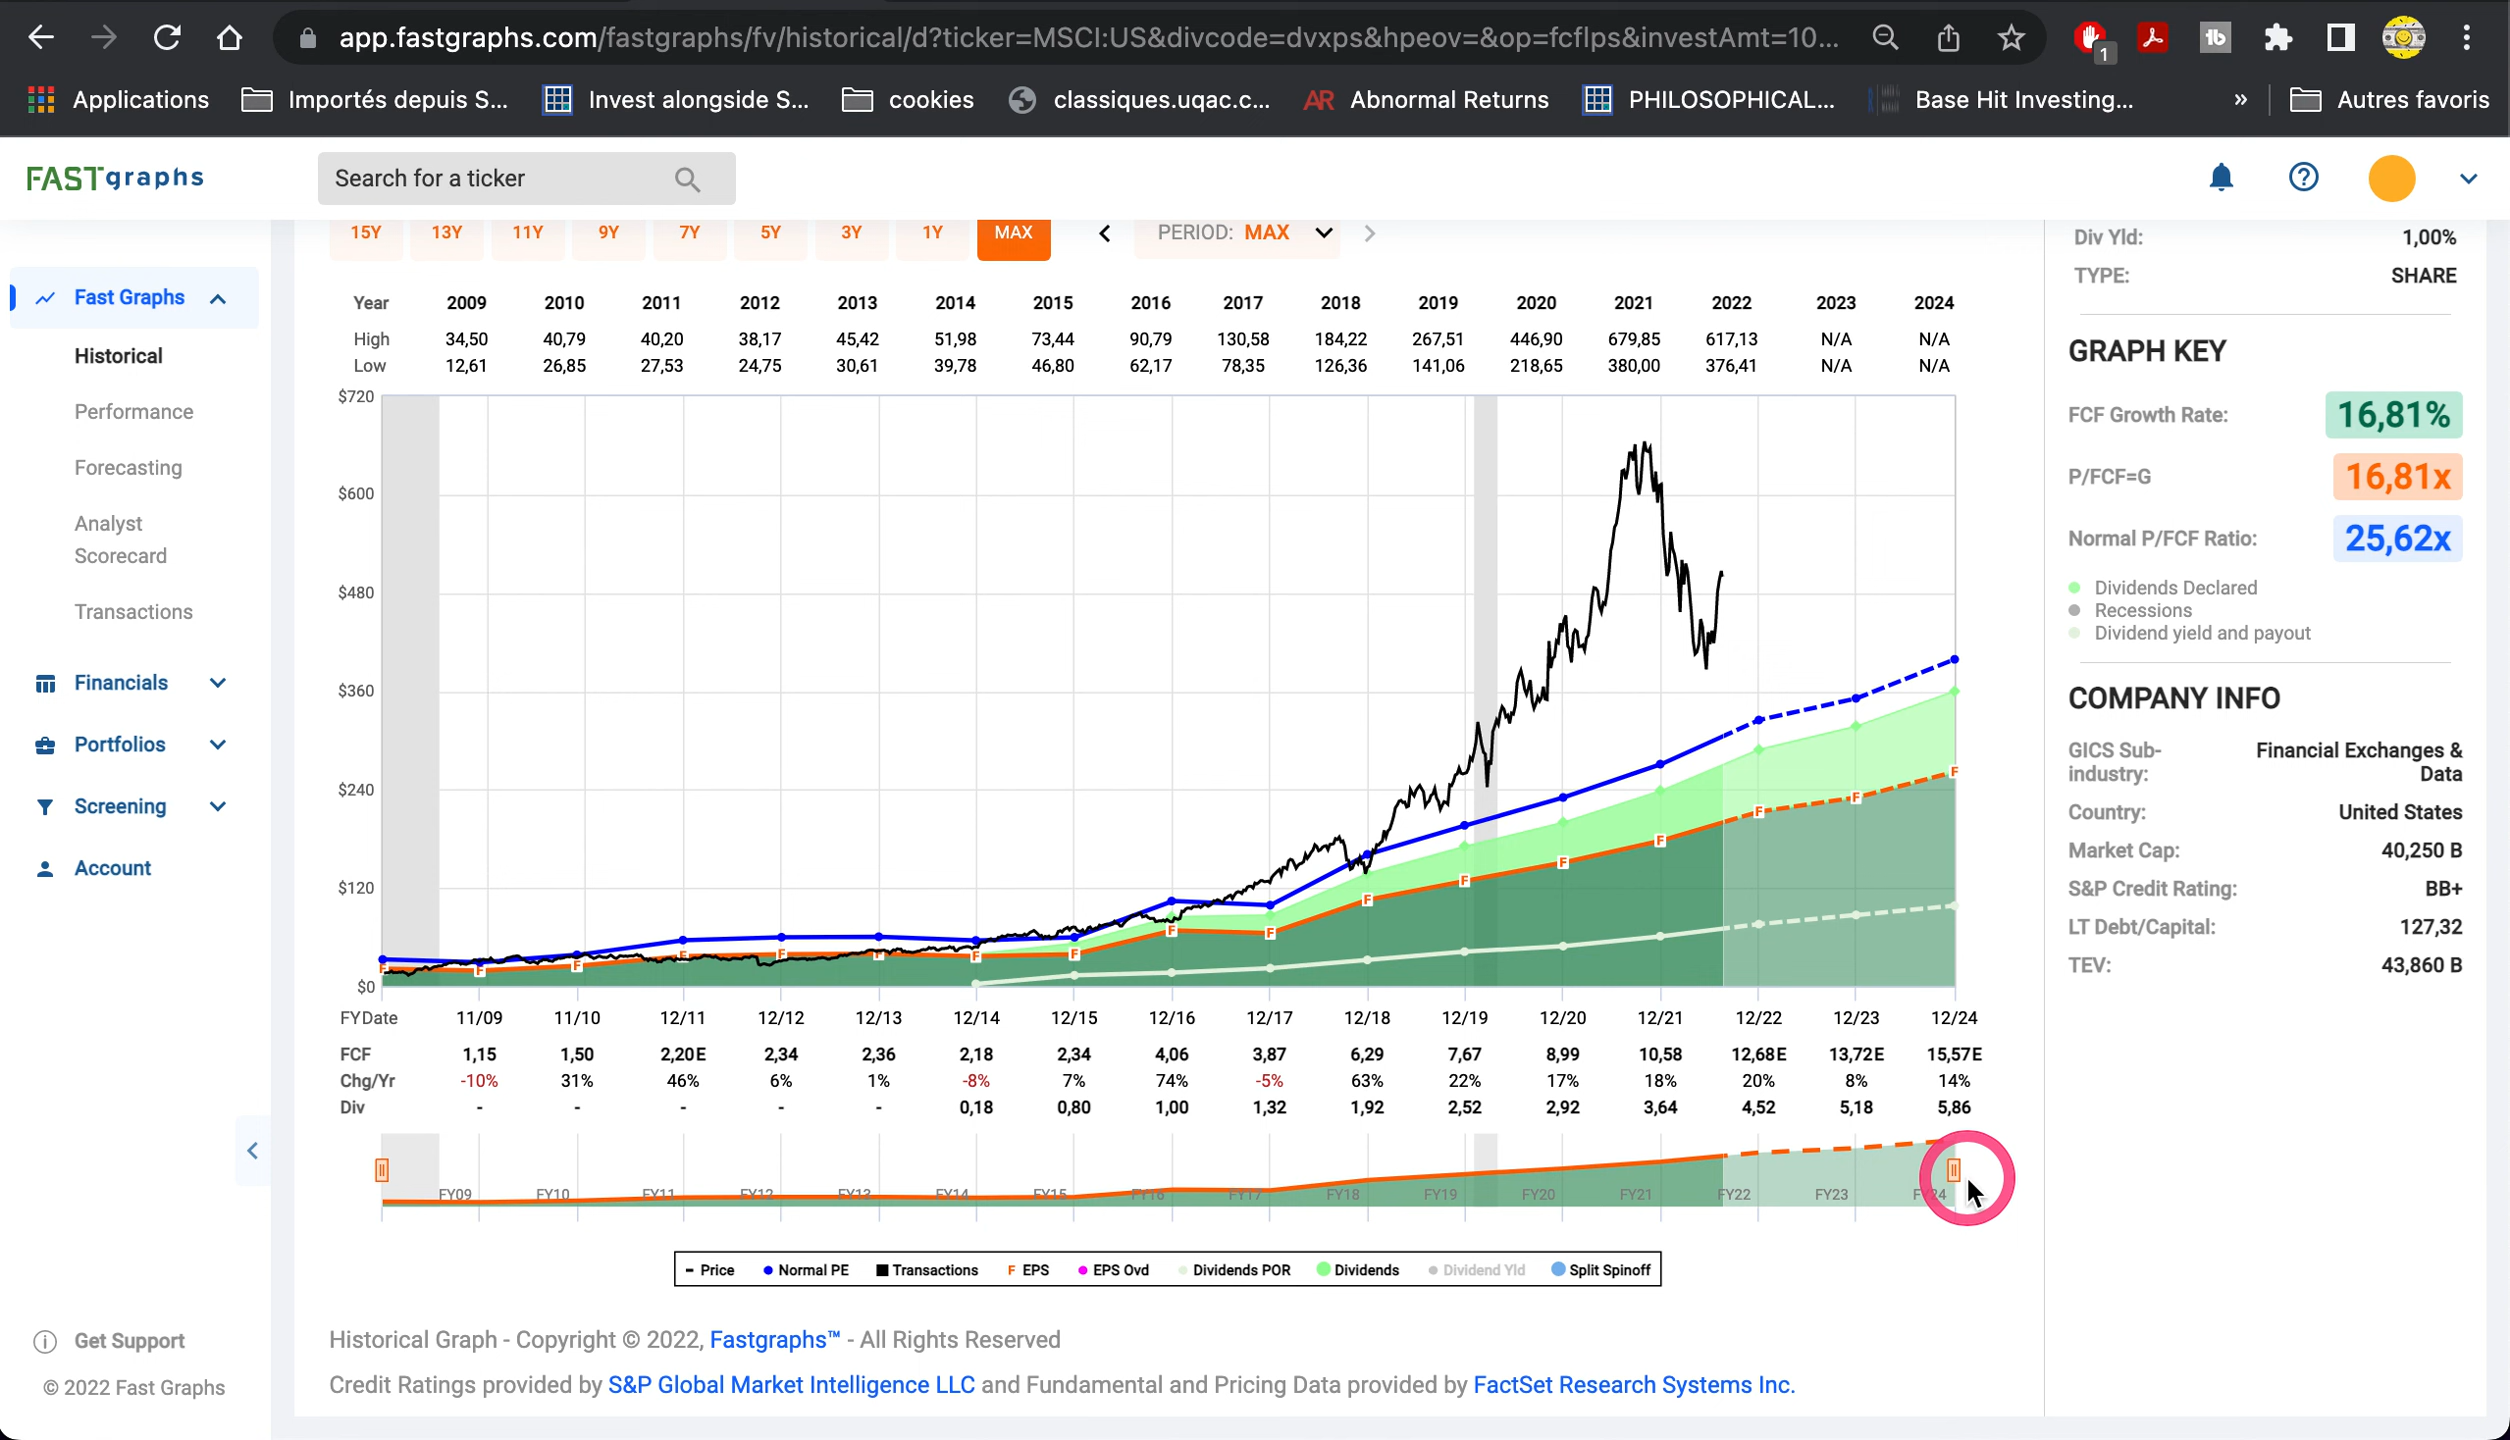 app.fastgraphs.com/fastgraphs/fv/historical/d?ticker=MSCI:US&divcode=dvxps&hpeov=&op=fcflps&investAmt=10...
1
Applications Importés depuis S... Invest alongside S... cookies classiques.uqac.c... AR Abnormal Returns PHILOSOPHICAL... Base Hit Investing... » Autres favoris
FASTgraphs
Search for a ticker
Fast Graphs
Historical
Performance
Forecasting
Analyst
Scorecard
Transactions
Financials
Portfolios
Screening
Account
Get Support
© 2022 Fast Graphs
15Y 13Y 11Y 9Y 7Y 5Y 3Y 1Y MAX PERIOD: MAX
Year 2009 2010 2011 2012 2013 2014 2015 2016 2017 2018 2019 2020 2021 2022 2023 2024
High 34,50 40,79 40,20 38,17 45,42 51,98 73,44 90,79 130,58 184,22 267,51 446,90 679,85 617,13 N/A N/A
Low 12,61 26,85 27,53 24,75 30,61 39,78 46,80 62,17 78,35 126,36 141,06 218,65 380,00 376,41 N/A N/A
$720
$600
$480
$360
$240
$120
$0
FYDate 11/09 11/10 12/11 12/12 12/13 12/14 12/15 12/16 12/17 12/18 12/19 12/20 12/21 12/22 12/23 12/24
FCF 1,15 1,50 2,20E 2,34 2,36 2,18 2,34 4,06 3,87 6,29 7,67 8,99 10,58 12,68E 13,72E 15,57E
Chg/Yr -10% 31% 46% 6% 1% -8% 7% 74% -5% 63% 22% 17% 18% 20% 8% 14%
Div - - - - - 0,18 0,80 1,00 1,32 1,92 2,52 2,92 3,64 4,52 5,18 5,86
FY09 FY10 FY11 FY12 FY13 FY14 FY15 FY16 FY17 FY18 FY19 FY20 FY21 FY22 FY23 FY24
Price Normal PE Transactions F EPS EPS Ovd Dividends POR Dividends Dividend Yld Split Spinoff
Historical Graph - Copyright © 2022, Fastgraphs™ - All Rights Reserved
Credit Ratings provided by S&P Global Market Intelligence LLC and Fundamental and Pricing Data provided by FactSet Research Systems Inc.
Div Yld: 1,00%
TYPE: SHARE
GRAPH KEY
FCF Growth Rate: 16,81%
P/FCF=G 16,81x
Normal P/FCF Ratio: 25,62x
Dividends Declared
Recessions
Dividend yield and payout
COMPANY INFO
GICS Sub- Financial Exchanges &
industry: Data
Country: United States
Market Cap: 40,250 B
S&P Credit Rating: BB+
LT Debt/Capital: 127,32
TEV: 43,860 B